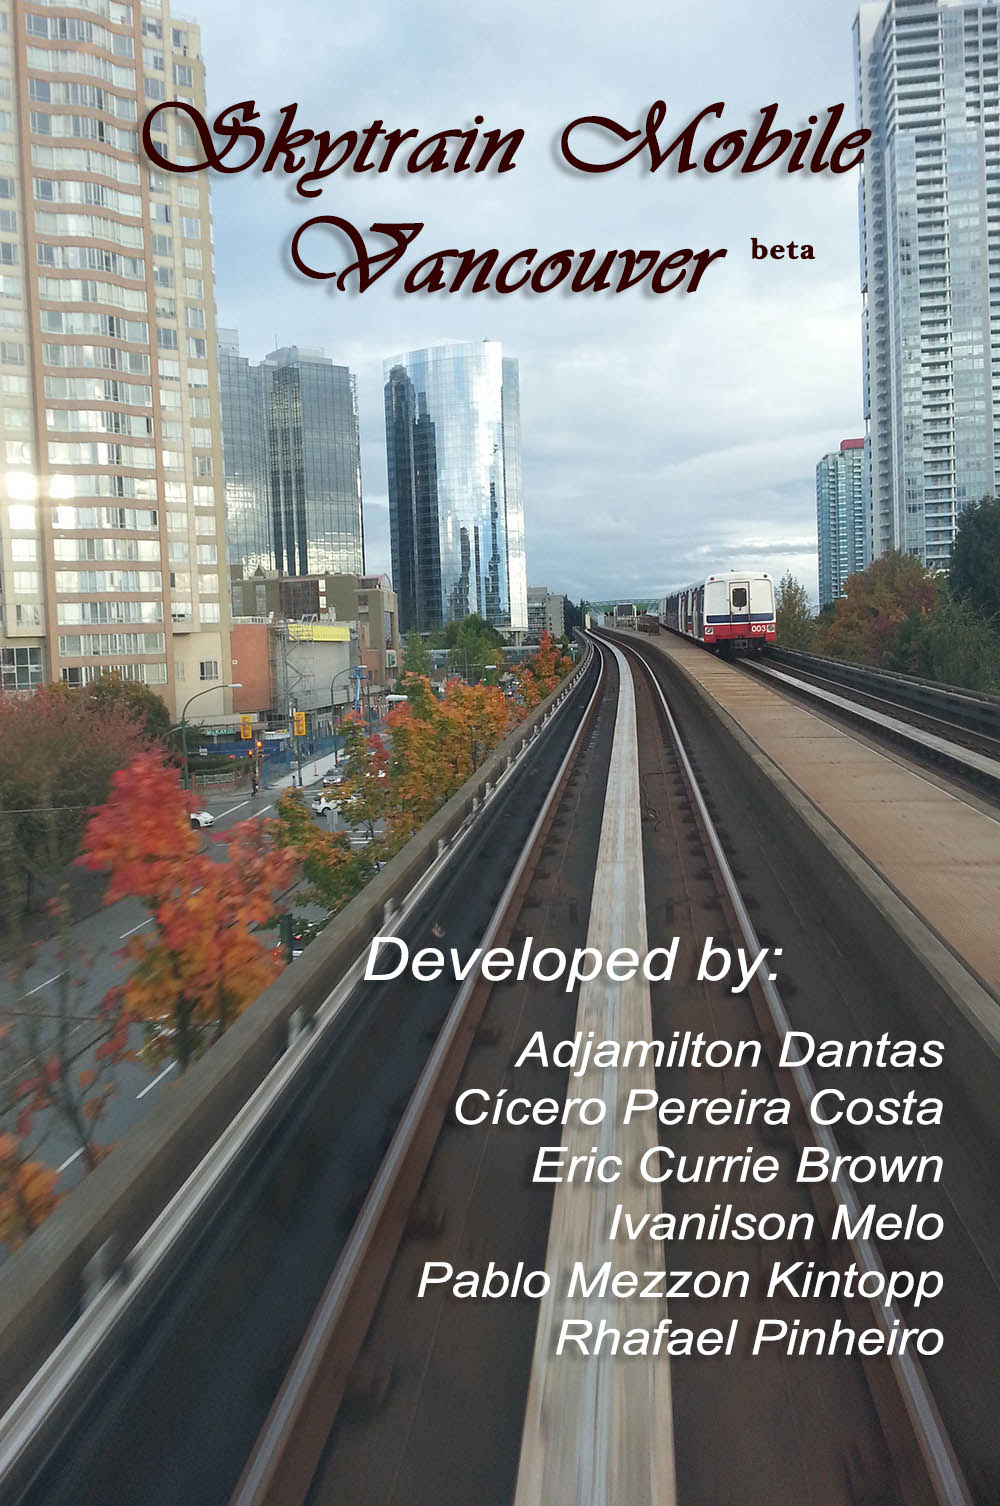 Skytrain Mobile
Vancouver beta
003
Developed by:
Adjamilton Dantas
Cícero Pereira Costa
Eric Currie Brown
Ivanilson Melo
Pablo Mezzon Kintopp
Rhafael Pinheiro